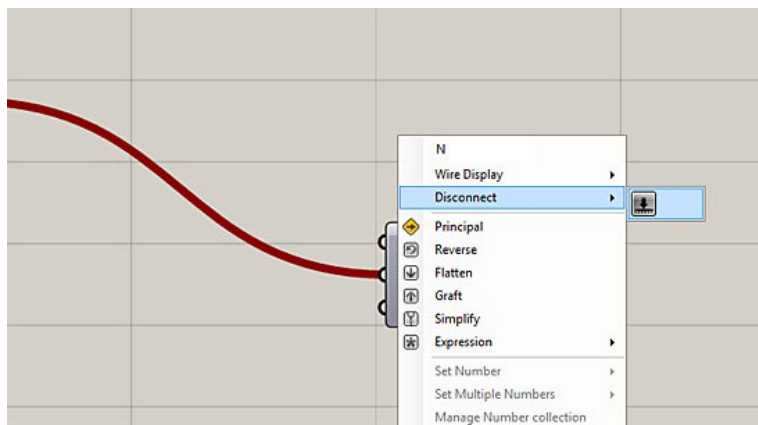 N
Wire Display
Disconnect
Principal
Reverse
Flatten
Graft
Simplify
Expression
Set Number
Set Multiple Numbers
Manage Number collection